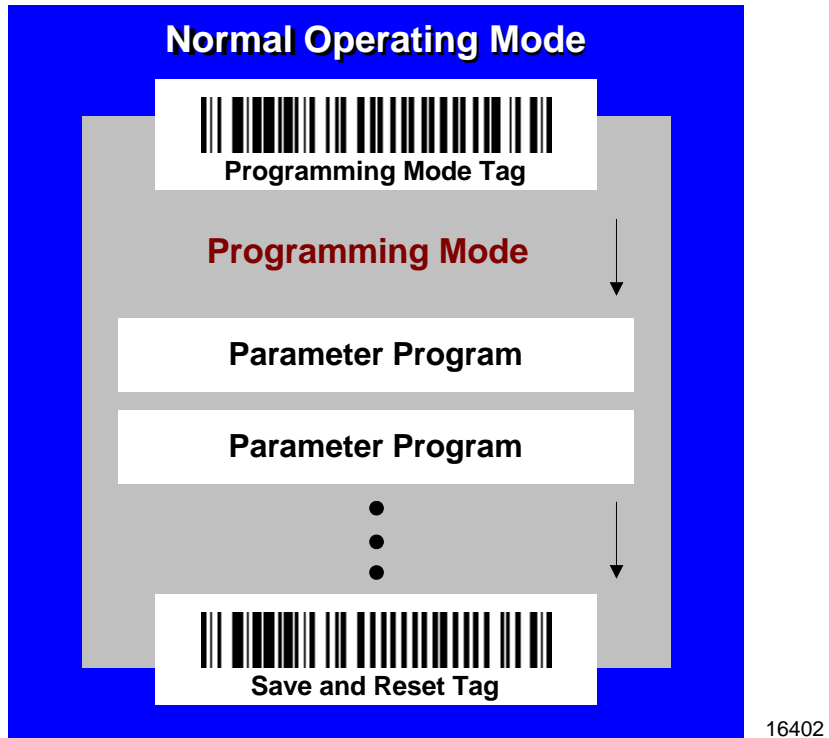 Normal Operating Mode
Programming Mode Tag
Programming Mode
Parameter Program
Parameter Program
Save and Reset Tag
16402